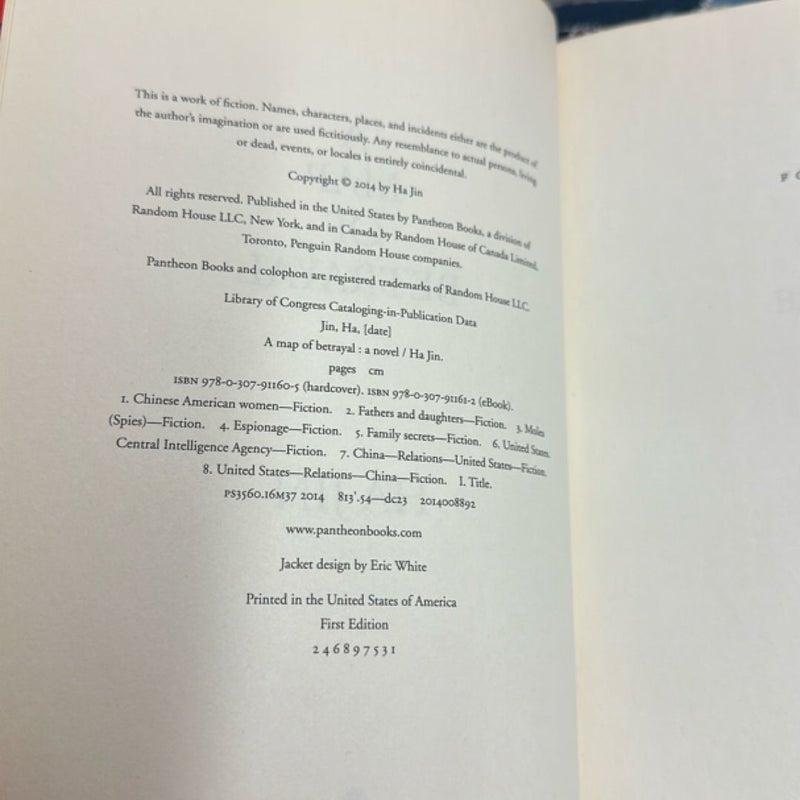 This is a work of fiction. Names, characters, places, and incidents either are the product of
the author's imagination or are used fictitiously. Any resemblance to actual persons, living
or dead, events, or locales is entirely coincidental.
Copyright © 2014 by Ha Jin
All rights reserved. Published in the United States by Pantheon Books, a division of
Random House LLC, New York, and in Canada by Random House of Canada Limited,
Toronto, Penguin Random House companies.
Pantheon Books and colophon are registered trademarks of Random House LLC.
Library of Congress Cataloging-in-Publication Data
Jin, Ha, [date]
A map of betrayal : a novel / Ha Jin.
pages cm
ISBN 978-0-307-91160-5 (hardcover). ISBN 978-0-307-91161-2 (eBook).
1. Chinese American women—Fiction. 2. Fathers and daughters—Fiction. 3. Moles
(Spies)—Fiction. 4. Espionage—Fiction. 5. Family secrets—Fiction. 6. United States.
Central Intelligence Agency—Fiction. 7. China—Relations—United States—Fiction.
8. United States—Relations—China—Fiction. I. Title.
PS3560.I6M37 2014 813'.54—dc23 2014008892
www.pantheonbooks.com
Jacket design by Eric White
Printed in the United States of America
First Edition
2 4 6 8 9 7 5 3 1